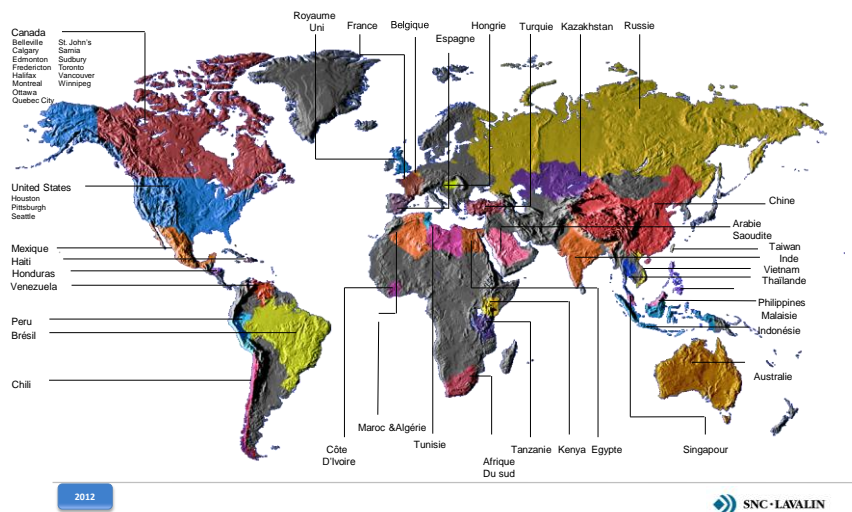 Royaume
Uni
France
Belgique
Espagne
Hongrie
Turquie
Kazakhstan
Russie
Canada
Belleville St. John's
Calgary Sarnia
Edmonton Sudbury
Fredericton Toronto
Halifax Vancouver
Montreal Winnipeg
Ottawa
Quebec City
United States
Houston
Pittsburgh
Seattle
Mexique
Haiti
Honduras
Venezuela
Peru
Brésil
Chili
Chine
Arabie
Saoudite
Taiwan
Inde
Vietnam
Thaïlande
Philippines
Malaisie
Indonésie
Australie
Maroc &Algérie
Côte
D'Ivoire
Tunisie
Afrique
Du sud
Tanzanie
Kenya
Egypte
Singapour
2012
SNC·LAVALIN